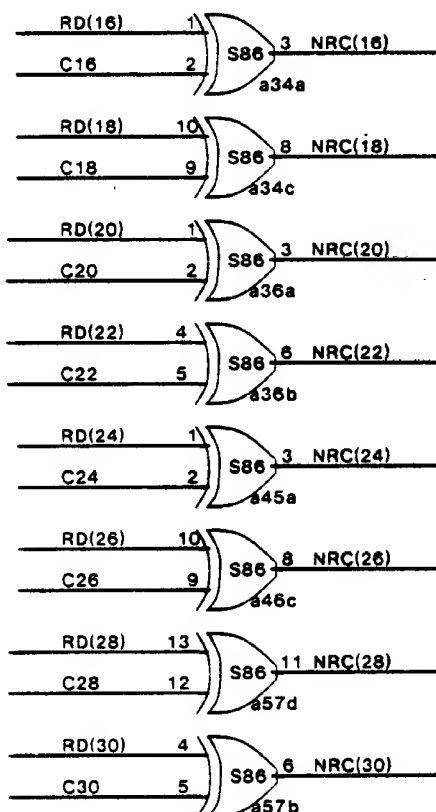 RD(16) 1
S86 3 NRC(16)
C16 2
a34a
RD(18) 10
S86 8 NRC(18)
C18 9
a34c
RD(20) 1
S86 3 NRC(20)
C20 2
a36a
RD(22) 4
S86 6 NRC(22)
C22 5
a36b
RD(24) 1
S86 3 NRC(24)
C24 2
a45a
RD(26) 10
S86 8 NRC(26)
C26 9
a46c
RD(28) 13
S86 11 NRC(28)
C28 12
a57d
RD(30) 4
S86 6 NRC(30)
C30 5
a57b